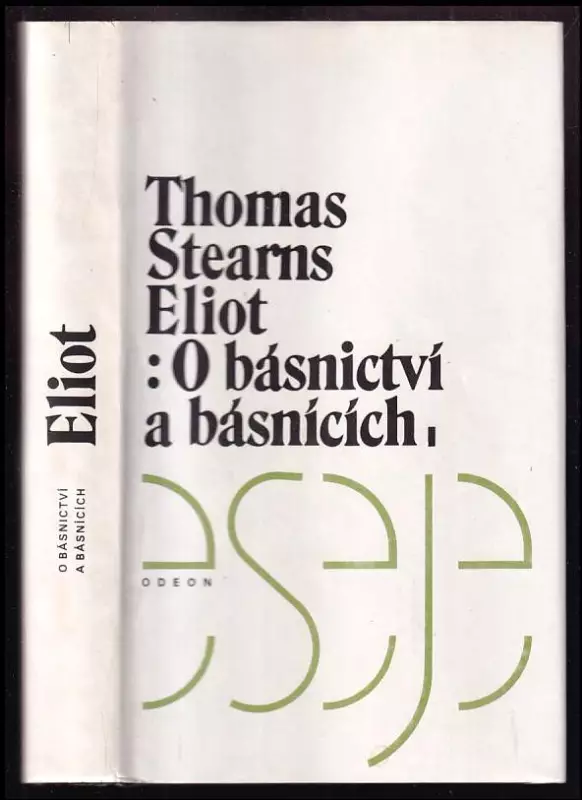 Thomas
Stearns
Eliot
: O básnictví
a básnících,
eseje
ODEON
Eliot
O BÁSNICTVÍ
A BÁSNÍCÍCH